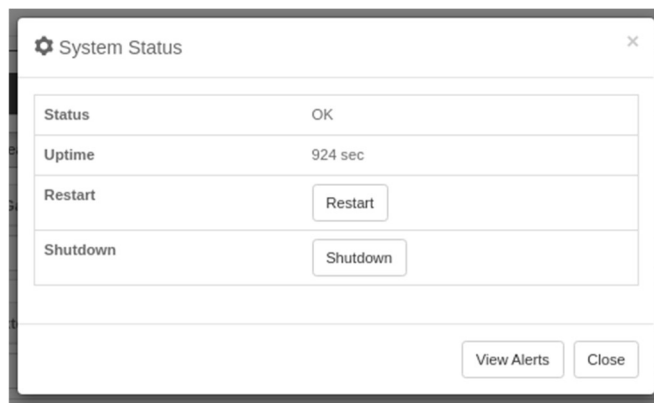 System Status
×
Status OK
Uptime 924 sec
Restart Restart
Shutdown Shutdown
View Alerts Close